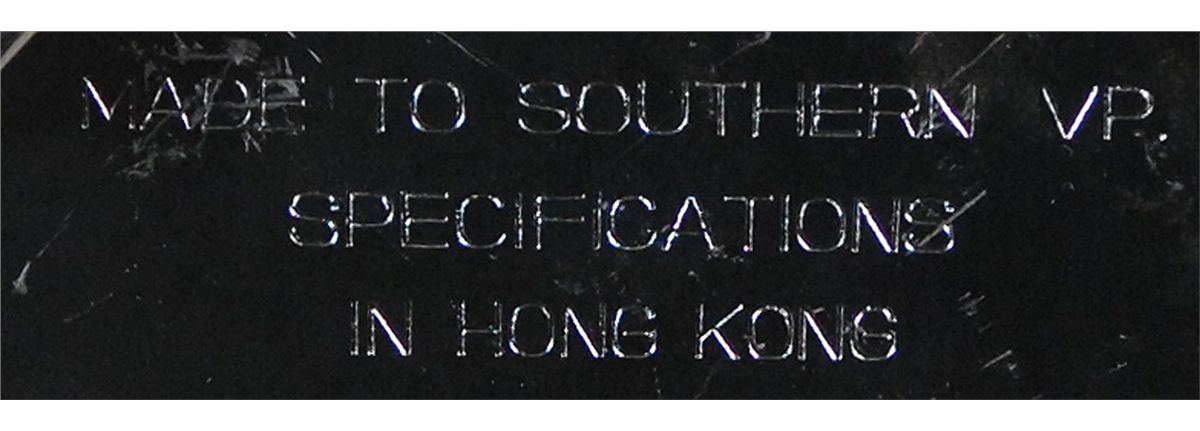 MADE TO SOUTHERN VP.
SPECIFICATIONS
IN HONG KONG